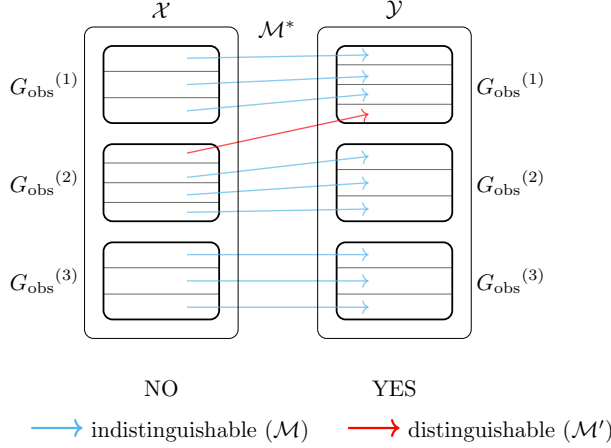 𝒳 ℳ* 𝒴
G_obs^(1) G_obs^(1)
G_obs^(2) G_obs^(2)
G_obs^(3) G_obs^(3)
NO YES
indistinguishable (ℳ) distinguishable (ℳ′)